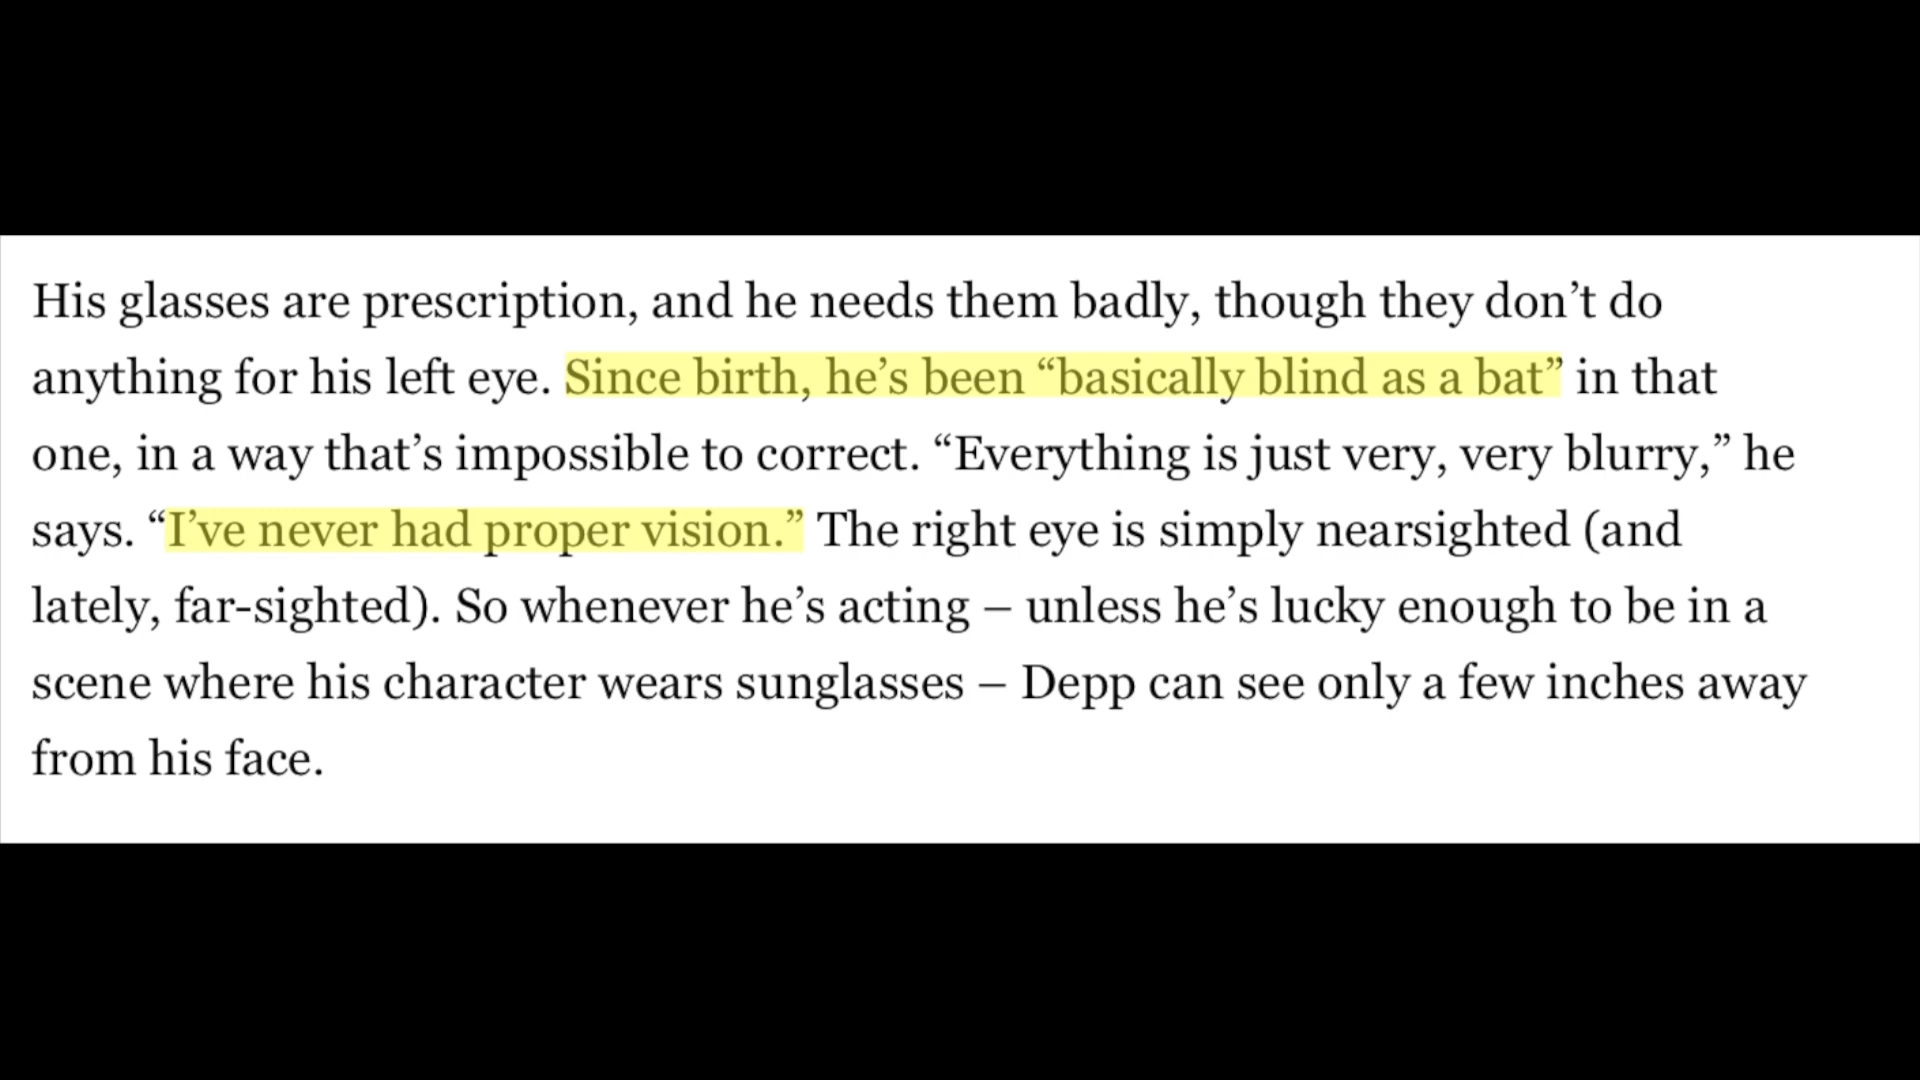 His glasses are prescription, and he needs them badly, though they don’t do
anything for his left eye. Since birth, he’s been “basically blind as a bat” in that
one, in a way that’s impossible to correct. “Everything is just very, very blurry,” he
says. “I’ve never had proper vision.” The right eye is simply nearsighted (and
lately, far-sighted). So whenever he’s acting – unless he’s lucky enough to be in a
scene where his character wears sunglasses – Depp can see only a few inches away
from his face.